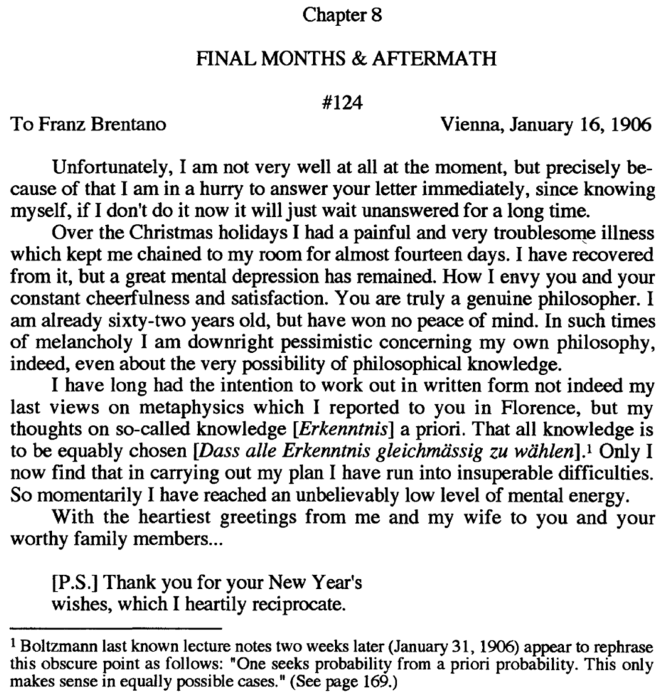 Chapter 8
FINAL MONTHS & AFTERMATH
#124
To Franz Brentano Vienna, January 16, 1906
Unfortunately, I am not very well at all at the moment, but precisely be-
cause of that I am in a hurry to answer your letter immediately, since knowing
myself, if I don't do it now it will just wait unanswered for a long time.
Over the Christmas holidays I had a painful and very troublesome illness
which kept me chained to my room for almost fourteen days. I have recovered
from it, but a great mental depression has remained. How I envy you and your
constant cheerfulness and satisfaction. You are truly a genuine philosopher. I
am already sixty-two years old, but have won no peace of mind. In such times
of melancholy I am downright pessimistic concerning my own philosophy,
indeed, even about the very possibility of philosophical knowledge.
I have long had the intention to work out in written form not indeed my
last views on metaphysics which I reported to you in Florence, but my
thoughts on so-called knowledge [Erkenntnis] a priori. That all knowledge is
to be equably chosen [Dass alle Erkenntnis gleichmässig zu wählen].¹ Only I
now find that in carrying out my plan I have run into insuperable difficulties.
So momentarily I have reached an unbelievably low level of mental energy.
With the heartiest greetings from me and my wife to you and your
worthy family members...
[P.S.] Thank you for your New Year's
wishes, which I heartily reciprocate.
¹ Boltzmann last known lecture notes two weeks later (January 31, 1906) appear to rephrase
this obscure point as follows: "One seeks probability from a priori probability. This only
makes sense in equally possible cases." (See page 169.)